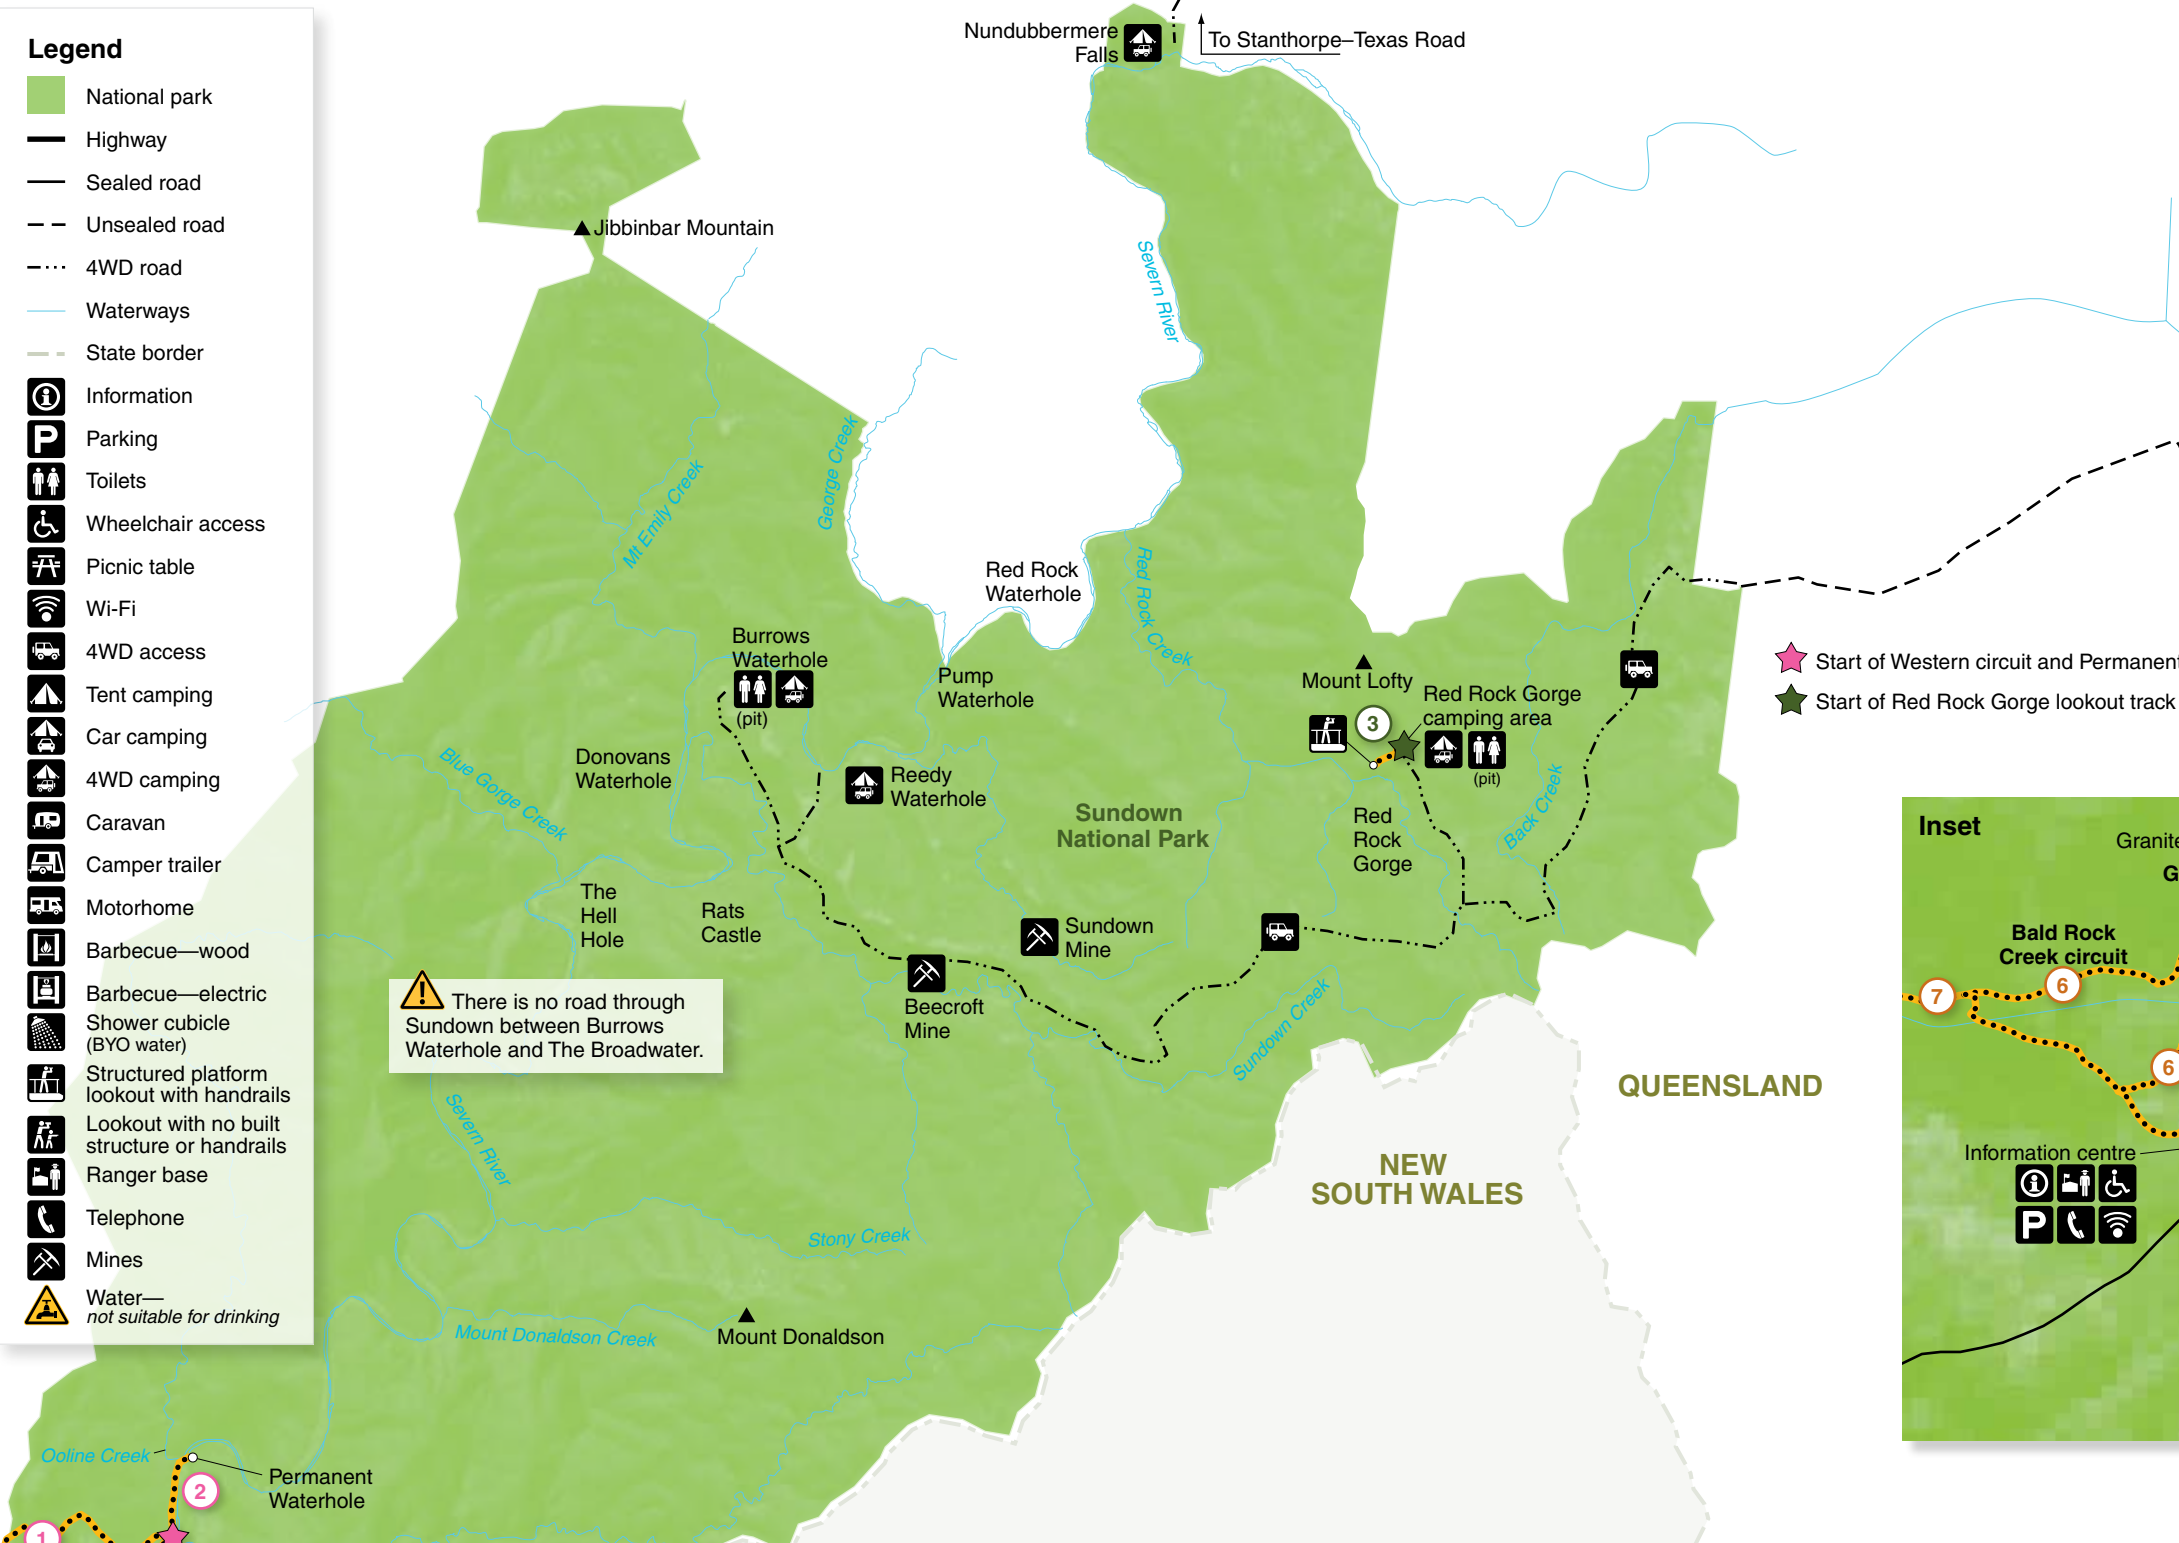 Legend
National park
Highway
Sealed road
Unsealed road
4WD road
Waterways
State border
Information
Parking
Toilets
Wheelchair access
Picnic table
Wi-Fi
4WD access
Tent camping
Car camping
4WD camping
Caravan
Camper trailer
Motorhome
Barbecue—wood
Barbecue—electric
Shower cubicle
(BYO water)
Structured platform
lookout with handrails
Lookout with no built
structure or handrails
Ranger base
Telephone
Mines
Water—
not suitable for drinking
Nundubbermere
Falls
To Stanthorpe–Texas Road
Jibbinbar Mountain
Severn River
George Creek
Mt Emily Creek
Red Rock
Waterhole
Red Rock Creek
Burrows
Waterhole
(pit)
Pump
Waterhole
Mount Lofty
3
Red Rock Gorge
camping area
(pit)
Start of Western circuit and Permanent
Start of Red Rock Gorge lookout track
Donovans
Waterhole
Blue Gorge Creek
Reedy
Waterhole
Sundown
National Park
Red
Rock
Gorge
Back Creek
The
Hell
Hole
Rats
Castle
Sundown
Mine
Beecroft
Mine
There is no road through
Sundown between Burrows
Waterhole and The Broadwater.
Sundown Creek
QUEENSLAND
NEW
SOUTH WALES
Severn River
Stony Creek
Mount Donaldson Creek
Mount Donaldson
Ooline Creek
Permanent
Waterhole
2
1
Inset
Granite
G
Bald Rock
Creek circuit
7
6
6
Information centre
P